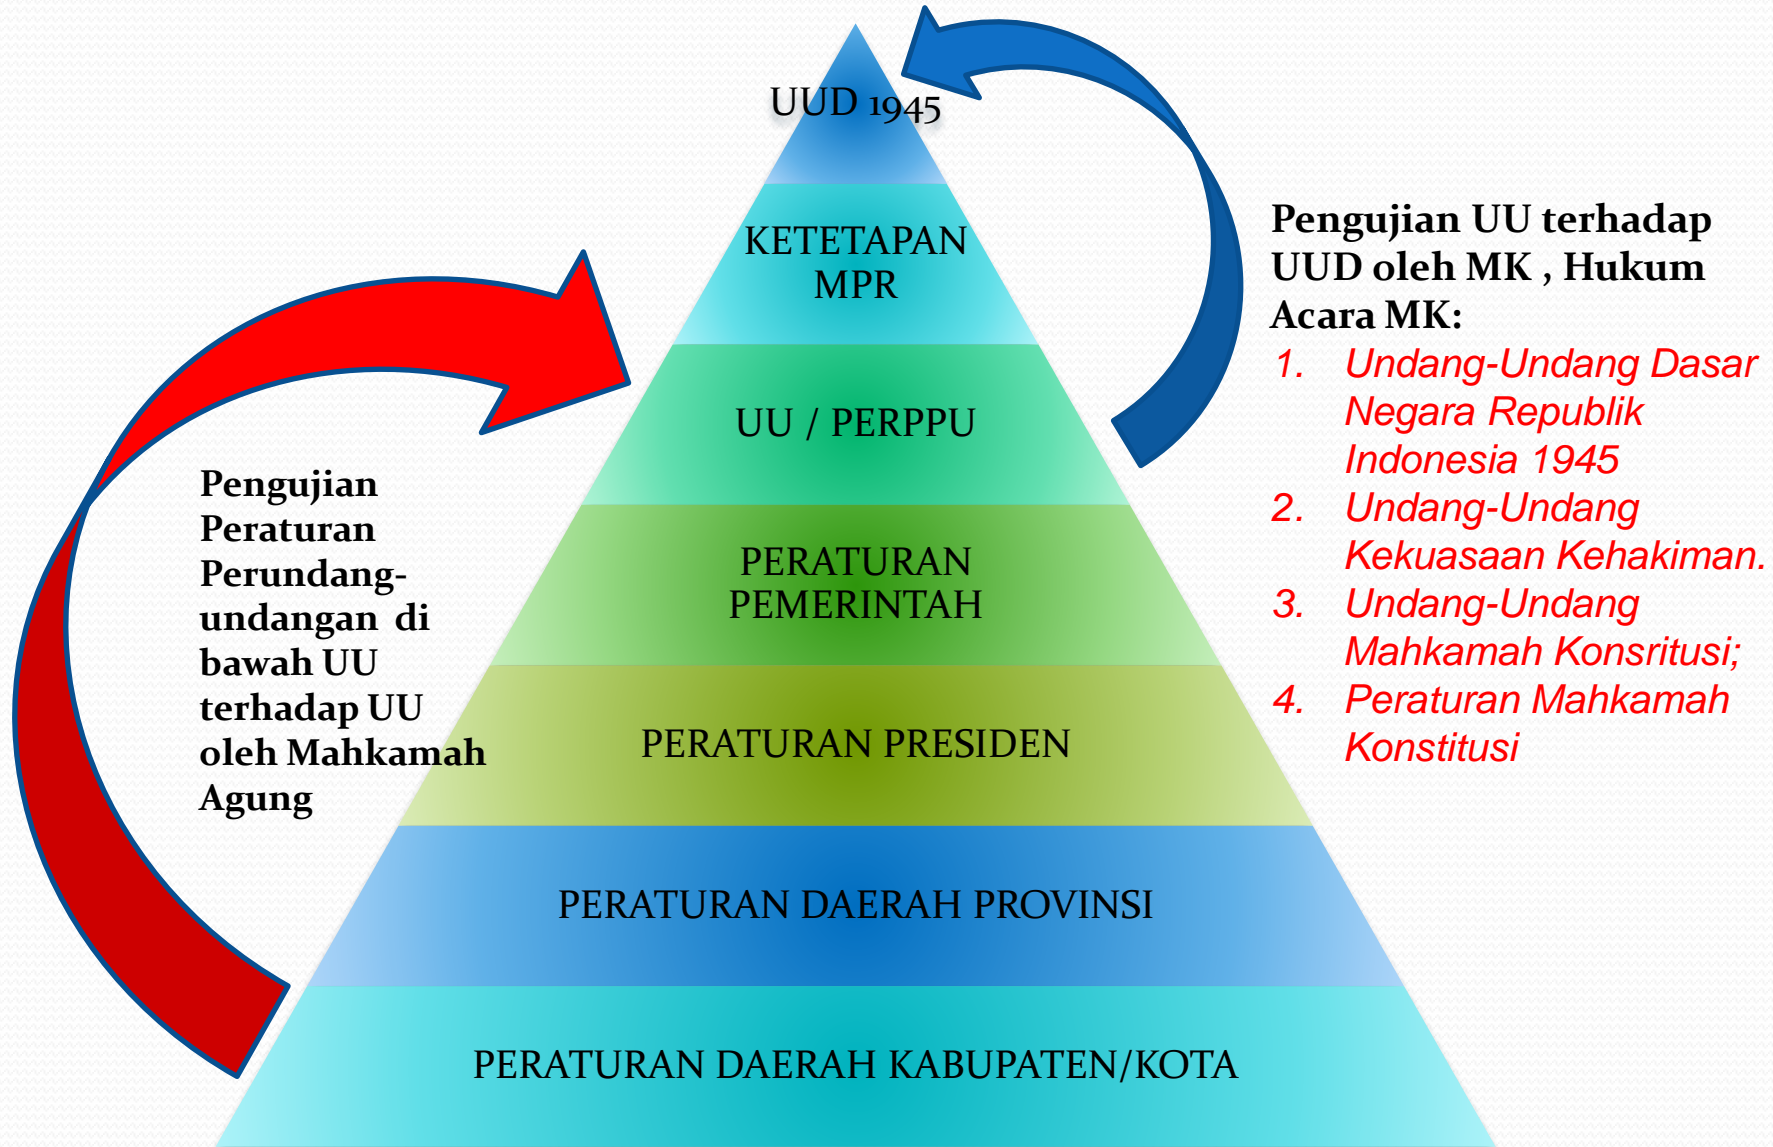 UUD 1945
KETETAPAN
MPR
UU / PERPPU
PERATURAN
PEMERINTAH
PERATURAN PRESIDEN
PERATURAN DAERAH PROVINSI
PERATURAN DAERAH KABUPATEN/KOTA
Pengujian
Peraturan
Perundang-
undangan di
bawah UU
terhadap UU
oleh Mahkamah
Agung
Pengujian UU terhadap
UUD oleh MK , Hukum
Acara MK:
1. Undang-Undang Dasar
Negara Republik
Indonesia 1945
2. Undang-Undang
Kekuasaan Kehakiman.
3. Undang-Undang
Mahkamah Konsritusi;
4. Peraturan Mahkamah
Konstitusi